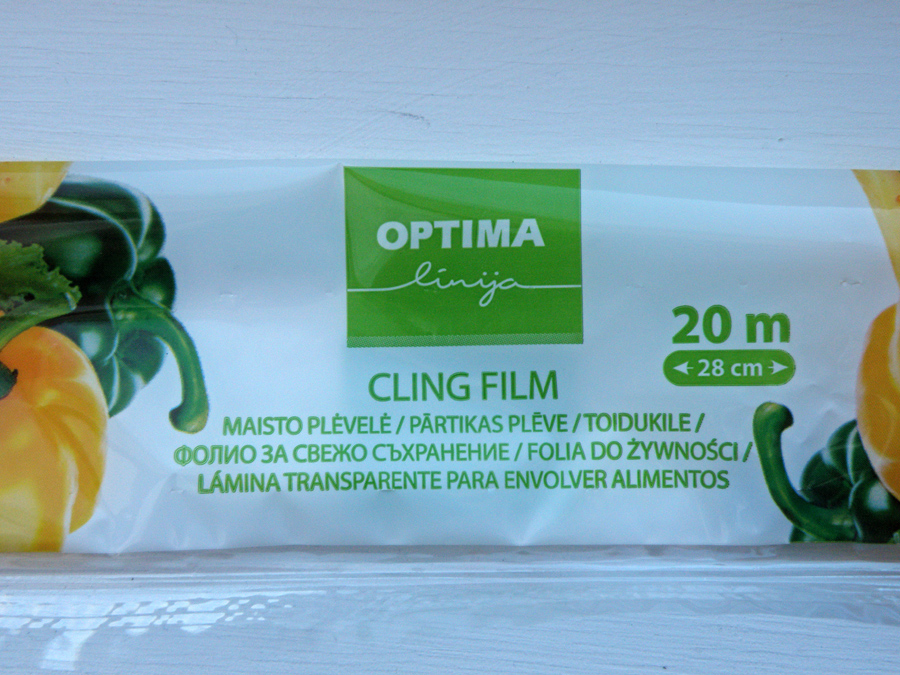 OPTIMA
línija
20 m
28 cm
CLING FILM
MAISTO PLĖVELĖ / PĀRTIKAS PLĒVE / TOIDUKILE /
ФОЛИО ЗА СВЕЖО СЪХРАНЕНИЕ / FOLIA DO ŻYWNOŚCI /
LÁMINA TRANSPARENTE PARA ENVOLVER ALIMENTOS